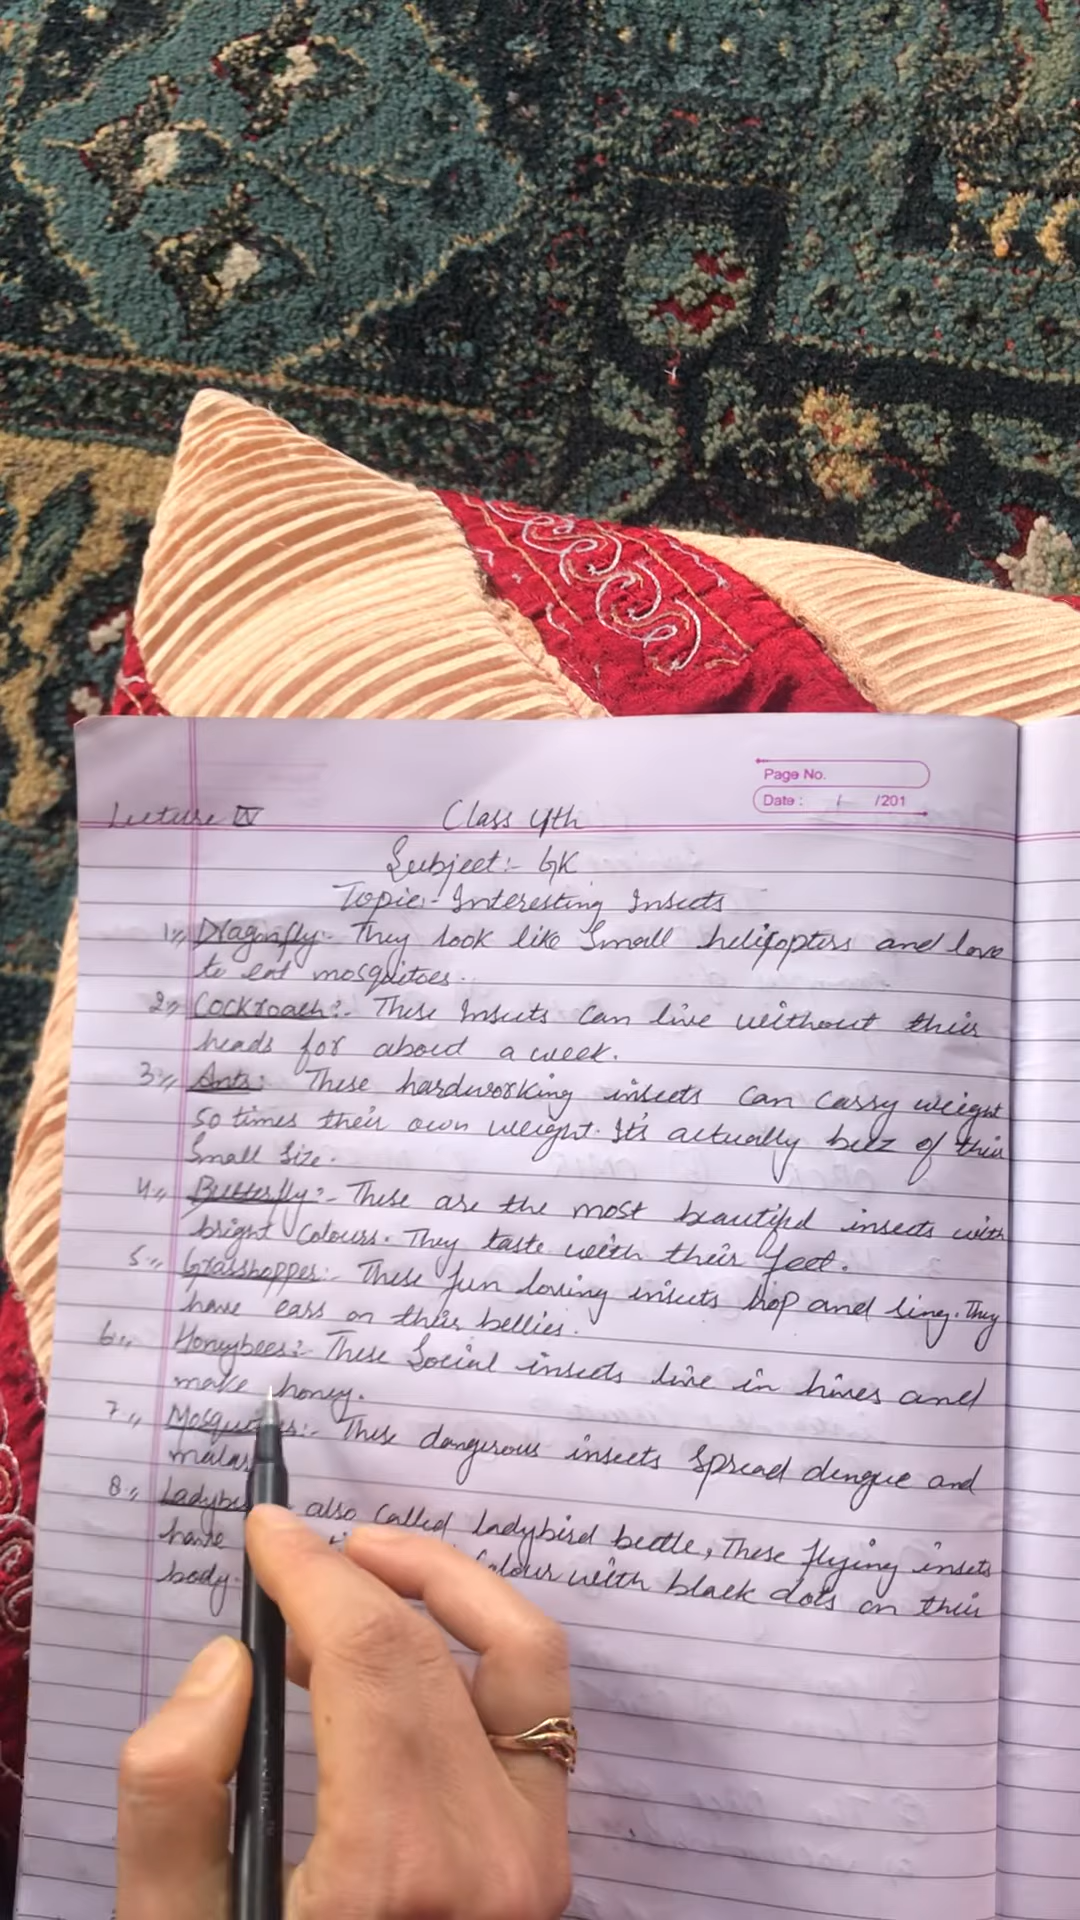 Page No.
Date : / /201
Lecture IV
Class 4th
Subject:- GK
Topic:- Interesting Insects
1) Dragonfly:- They look like Small helicopters and love
to eat mosquitoes.
2) Cockroach:- These Insects Can live without their
heads for about a week.
3) Ants: These hardworking insects can carry weight
50 times their own weight. It's actually bcz of their
Small Size.
4) Butterfly:- These are the most beautiful insects with
bright Colours. They taste with their feet.
5) Grasshopper:- These fun loving insects hop and sing. They
have ears on their bellies.
6) Honeybees:- These Social insects live in hives and
make honey.
7) Mosquitoes:- These dangerous insects Spread dengue and
8) also Called Ladybird beetle, These flying insects
have Colour with black dots on their
body.